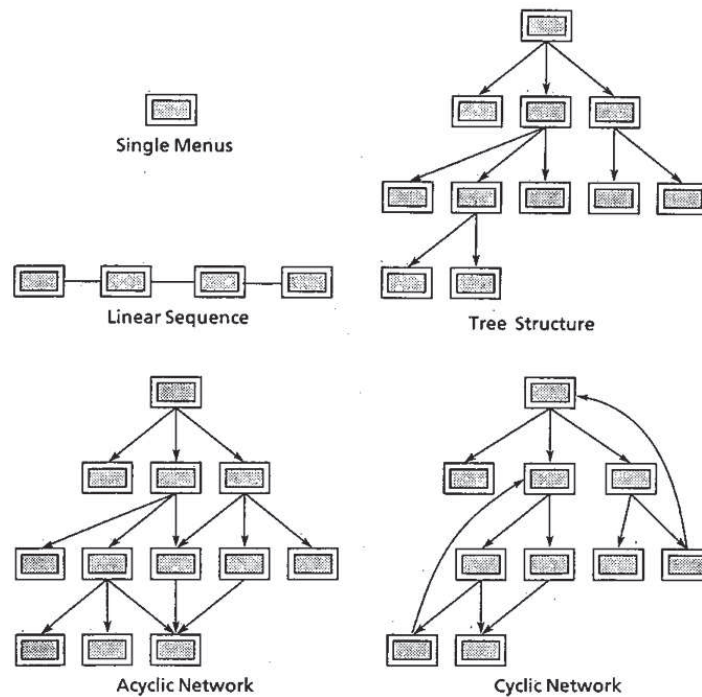 Single Menus
Linear Sequence
Tree Structure
Acyclic Network
Cyclic Network